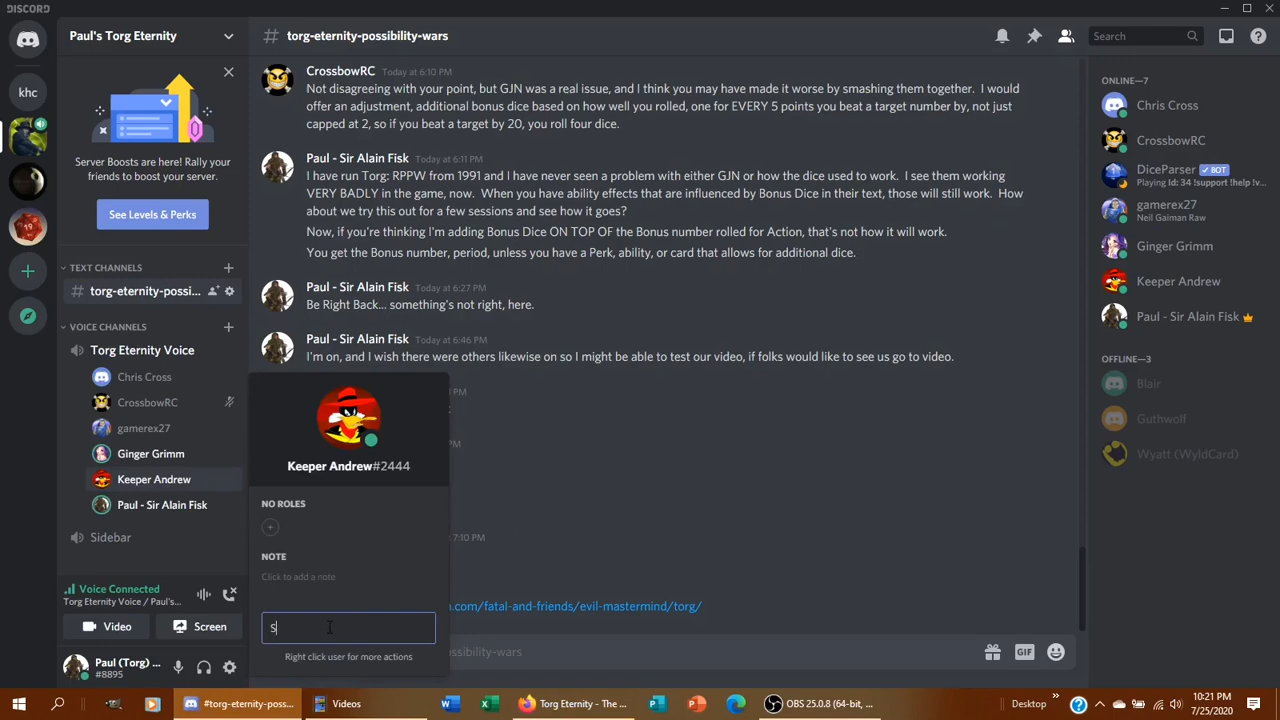 DISCORD
Paul's Torg Eternity
# torg-eternity-possibility-wars
Search
khc
Server Boosts are here! Rally your
friends to boost your server.
See Levels & Perks
TEXT CHANNELS
# torg-eternity-possi...
VOICE CHANNELS
Torg Eternity Voice
Chris Cross
CrossbowRC
gamerex27
Ginger Grimm
Keeper Andrew
Paul - Sir Alain Fisk
Sidebar
Voice Connected
Torg Eternity Voice / Paul's...
Video
Screen
Paul (Torg) ...
#8895
CrossbowRC Today at 6:10 PM
Not disagreeing with your point, but GJN was a real issue, and I think you may have made it worse by smashing them together. I would
offer an adjustment, additional bonus dice based on how well you rolled, one for EVERY 5 points you beat a target number by, not just
capped at 2, so if you beat a target by 20, you roll four dice.
Paul - Sir Alain Fisk Today at 6:11 PM
I have run Torg: RPPW from 1991 and I have never seen a problem with either GJN or how the dice used to work. I see them working
VERY BADLY in the game, now. When you have ability effects that are influenced by Bonus Dice in their text, those will still work. How
about we try this out for a few sessions and see how it goes?
Now, if you're thinking I'm adding Bonus Dice ON TOP OF the Bonus number rolled for Action, that's not how it will work.
You get the Bonus number, period, unless you have a Perk, ability, or card that allows for additional dice.
Paul - Sir Alain Fisk Today at 6:27 PM
Be Right Back... something's not right, here.
Paul - Sir Alain Fisk Today at 6:46 PM
I'm on, and I wish there were others likewise on so I might be able to test our video, if folks would like to see us go to video.
PM
PM
7:10 PM
.com/fatal-and-friends/evil-mastermind/torg/
ossibility-wars
GIF
Keeper Andrew#2444
NO ROLES
NOTE
Click to add a note
S
Right click user for more actions
ONLINE—7
Chris Cross
CrossbowRC
DiceParser BOT
Playing Id: 34 !support !help !v...
gamerex27
Neil Gaiman Raw
Ginger Grimm
Keeper Andrew
Paul - Sir Alain Fisk
OFFLINE—3
Blair
Guthwolf
Wyatt (WyldCard)
#torg-eternity-poss...
Videos
Torg Eternity - The ...
OBS 25.0.8 (64-bit, ...
Desktop
10:21 PM
7/25/2020